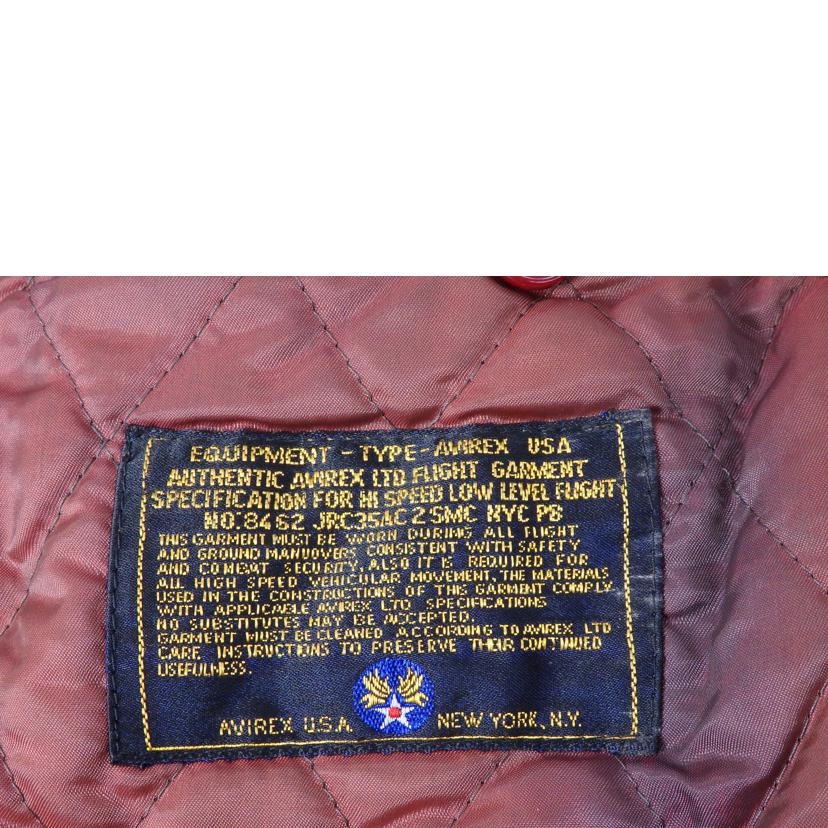 EQUIPMENT - TYPE - AVIREX USA
AUTHENTIC AVIREX LTD FLIGHT GARMENT
SPECIFICATION FOR HI SPEED LOW LEVEL FLIGHT
NO: 8462 JRC35AC2SMC NYC PB
THIS GARMENT MUST BE WORN DURING ALL FLIGHT
AND GROUND MANUVOERS CONSISTENT WITH SAFETY
AND COMBAT SECURITY, ALSO IT IS REQUIRED FOR
ALL HIGH SPEED VEHICULAR MOVEMENT, THE MATERIALS
USED IN THE CONSTRUCTIONS OF THIS GARMENT COMPLY
WITH APPLICABLE AVIREX LTD SPECIFICATIONS
NO SUBSTITUTES MAY BE ACCEPTED.
GARMENT MUST BE CLEANED ACCORDING TO AVIREX LTD
CARE INSTRUCTIONS TO PRESERVE THEIR CONTINUED
USEFULNESS.
AVIREX U.S.A. NEW YORK, N.Y.